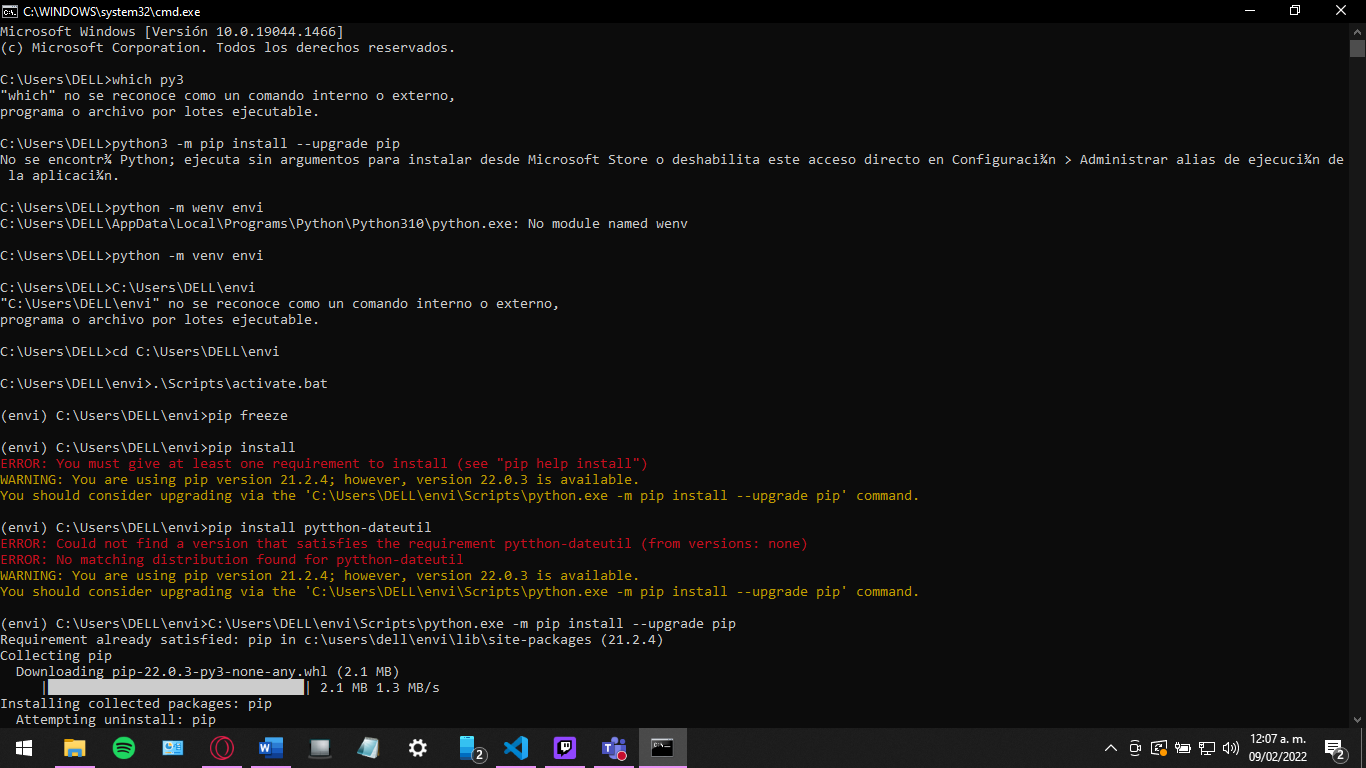 C:\WINDOWS\system32\cmd.exe
Microsoft Windows [Versión 10.0.19044.1466]
(c) Microsoft Corporation. Todos los derechos reservados.
C:\Users\DELL>which py3
"which" no se reconoce como un comando interno o externo,
programa o archivo por lotes ejecutable.
C:\Users\DELL>python3 -m pip install --upgrade pip
No se encontr¾ Python; ejecuta sin argumentos para instalar desde Microsoft Store o deshabilita este acceso directo en Configuraci¾n > Administrar alias de ejecuci¾n de
la aplicaci¾n.
C:\Users\DELL>python -m wenv envi
C:\Users\DELL\AppData\Local\Programs\Python\Python310\python.exe: No module named wenv
C:\Users\DELL>python -m venv envi
C:\Users\DELL>C:\Users\DELL\envi
"C:\Users\DELL\envi" no se reconoce como un comando interno o externo,
programa o archivo por lotes ejecutable.
C:\Users\DELL>cd C:\Users\DELL\envi
C:\Users\DELL\envi>.\Scripts\activate.bat
(envi) C:\Users\DELL\envi>pip freeze
(envi) C:\Users\DELL\envi>pip install
ERROR: You must give at least one requirement to install (see "pip help install")
WARNING: You are using pip version 21.2.4; however, version 22.0.3 is available.
You should consider upgrading via the 'C:\Users\DELL\envi\Scripts\python.exe -m pip install --upgrade pip' command.
(envi) C:\Users\DELL\envi>pip install pytthon-dateutil
ERROR: Could not find a version that satisfies the requirement pytthon-dateutil (from versions: none)
ERROR: No matching distribution found for pytthon-dateutil
WARNING: You are using pip version 21.2.4; however, version 22.0.3 is available.
You should consider upgrading via the 'C:\Users\DELL\envi\Scripts\python.exe -m pip install --upgrade pip' command.
(envi) C:\Users\DELL\envi>C:\Users\DELL\envi\Scripts\python.exe -m pip install --upgrade pip
Requirement already satisfied: pip in c:\users\dell\envi\lib\site-packages (21.2.4)
Collecting pip
Downloading pip-22.0.3-py3-none-any.whl (2.1 MB)
| | 2.1 MB 1.3 MB/s
Installing collected packages: pip
Attempting uninstall: pip
2
12:07 a. m.
09/02/2022
2